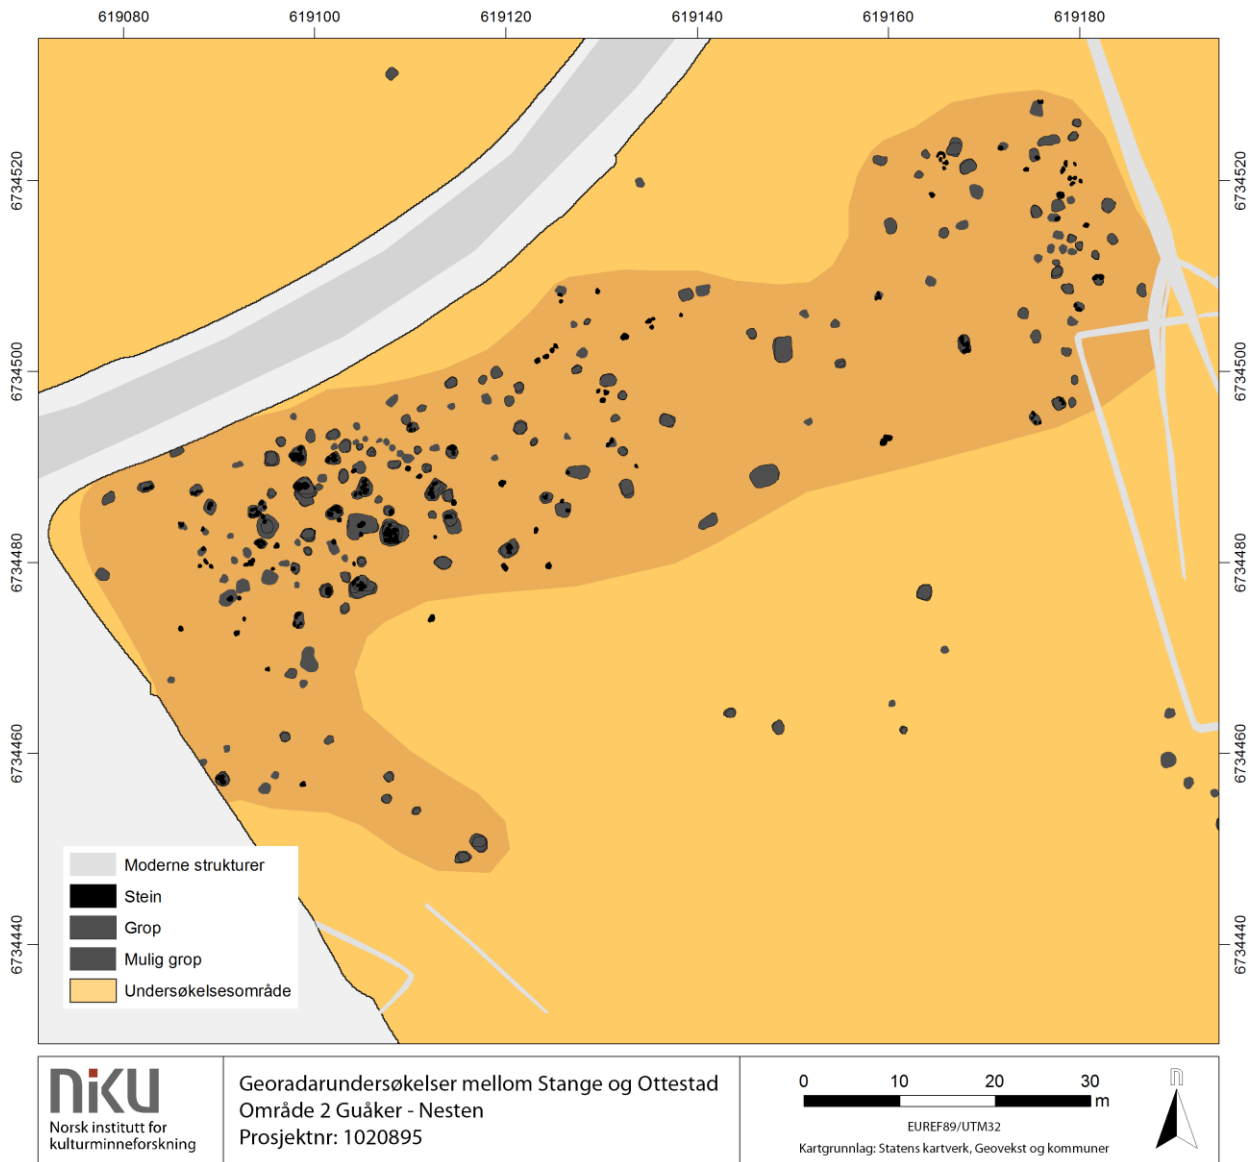 619080 619100 619120 619140 619160 619180
6734520 6734520
6734500 6734500
6734480 6734480
6734460 6734460
6734440 6734440
Moderne strukturer
Stein
Grop
Mulig grop
Undersøkelsesområde
niku
Norsk institutt for
kulturminneforskning
Georadarundersøkelser mellom Stange og Ottestad
Område 2 Guåker - Nesten
Prosjektnr: 1020895
0 10 20 30
m
EUREF89/UTM32
Kartgrunnlag: Statens kartverk, Geovekst og kommuner
n